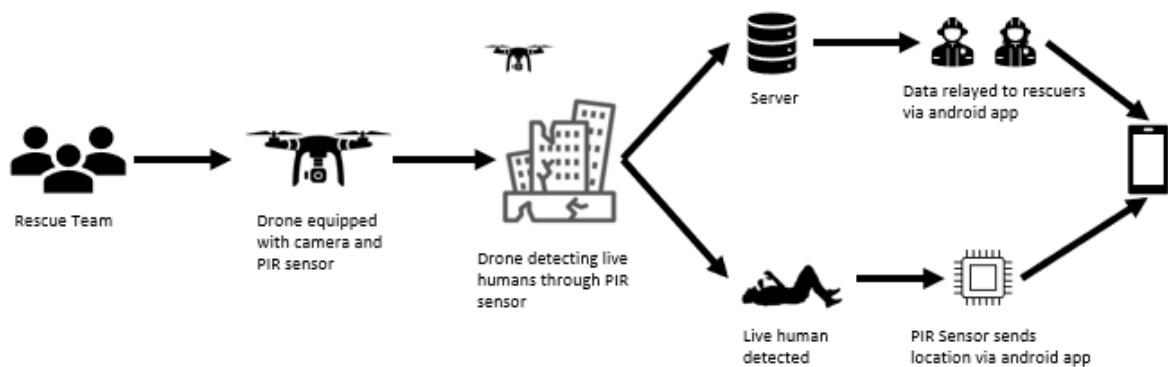 Rescue Team
Drone equipped
with camera and
PIR sensor
Drone detecting live
humans through PIR
sensor
Server
Data relayed to rescuers
via android app
Live human
detected
PIR Sensor sends
location via android app